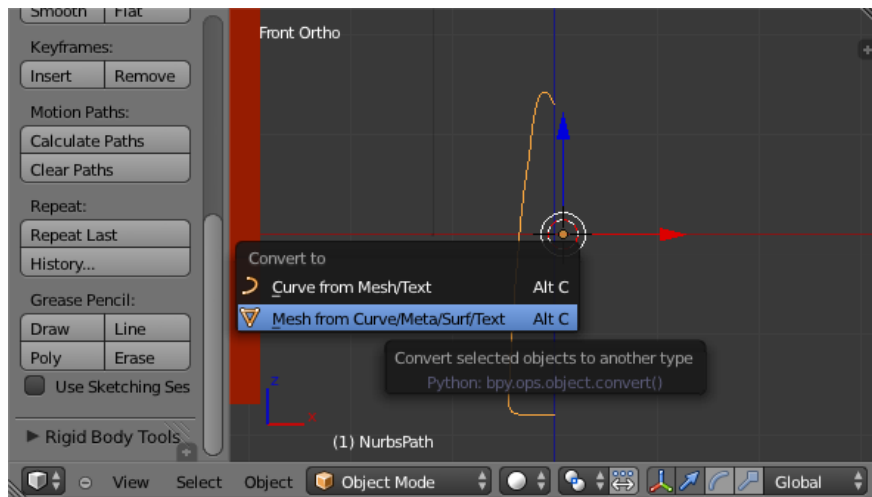 Smooth Flat
Front Ortho
Keyframes:
Insert Remove
Motion Paths:
Calculate Paths
Clear Paths
Repeat:
Repeat Last
History...
Grease Pencil:
Draw Line
Poly Erase
Use Sketching Ses
Rigid Body Tools
Convert to
Curve from Mesh/Text Alt C
Mesh from Curve/Meta/Surf/Text Alt C
Convert selected objects to another type
Python: bpy.ops.object.convert()
z
x
(1) NurbsPath
View Select Object Object Mode Global